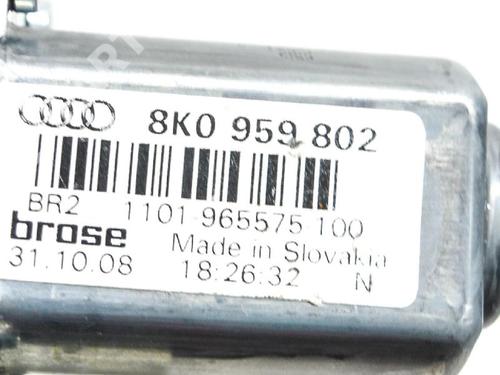 8K0 959 802
BR2 1101-965575 100
brose Made in Slovakia
31.10.08 18:26:32 N